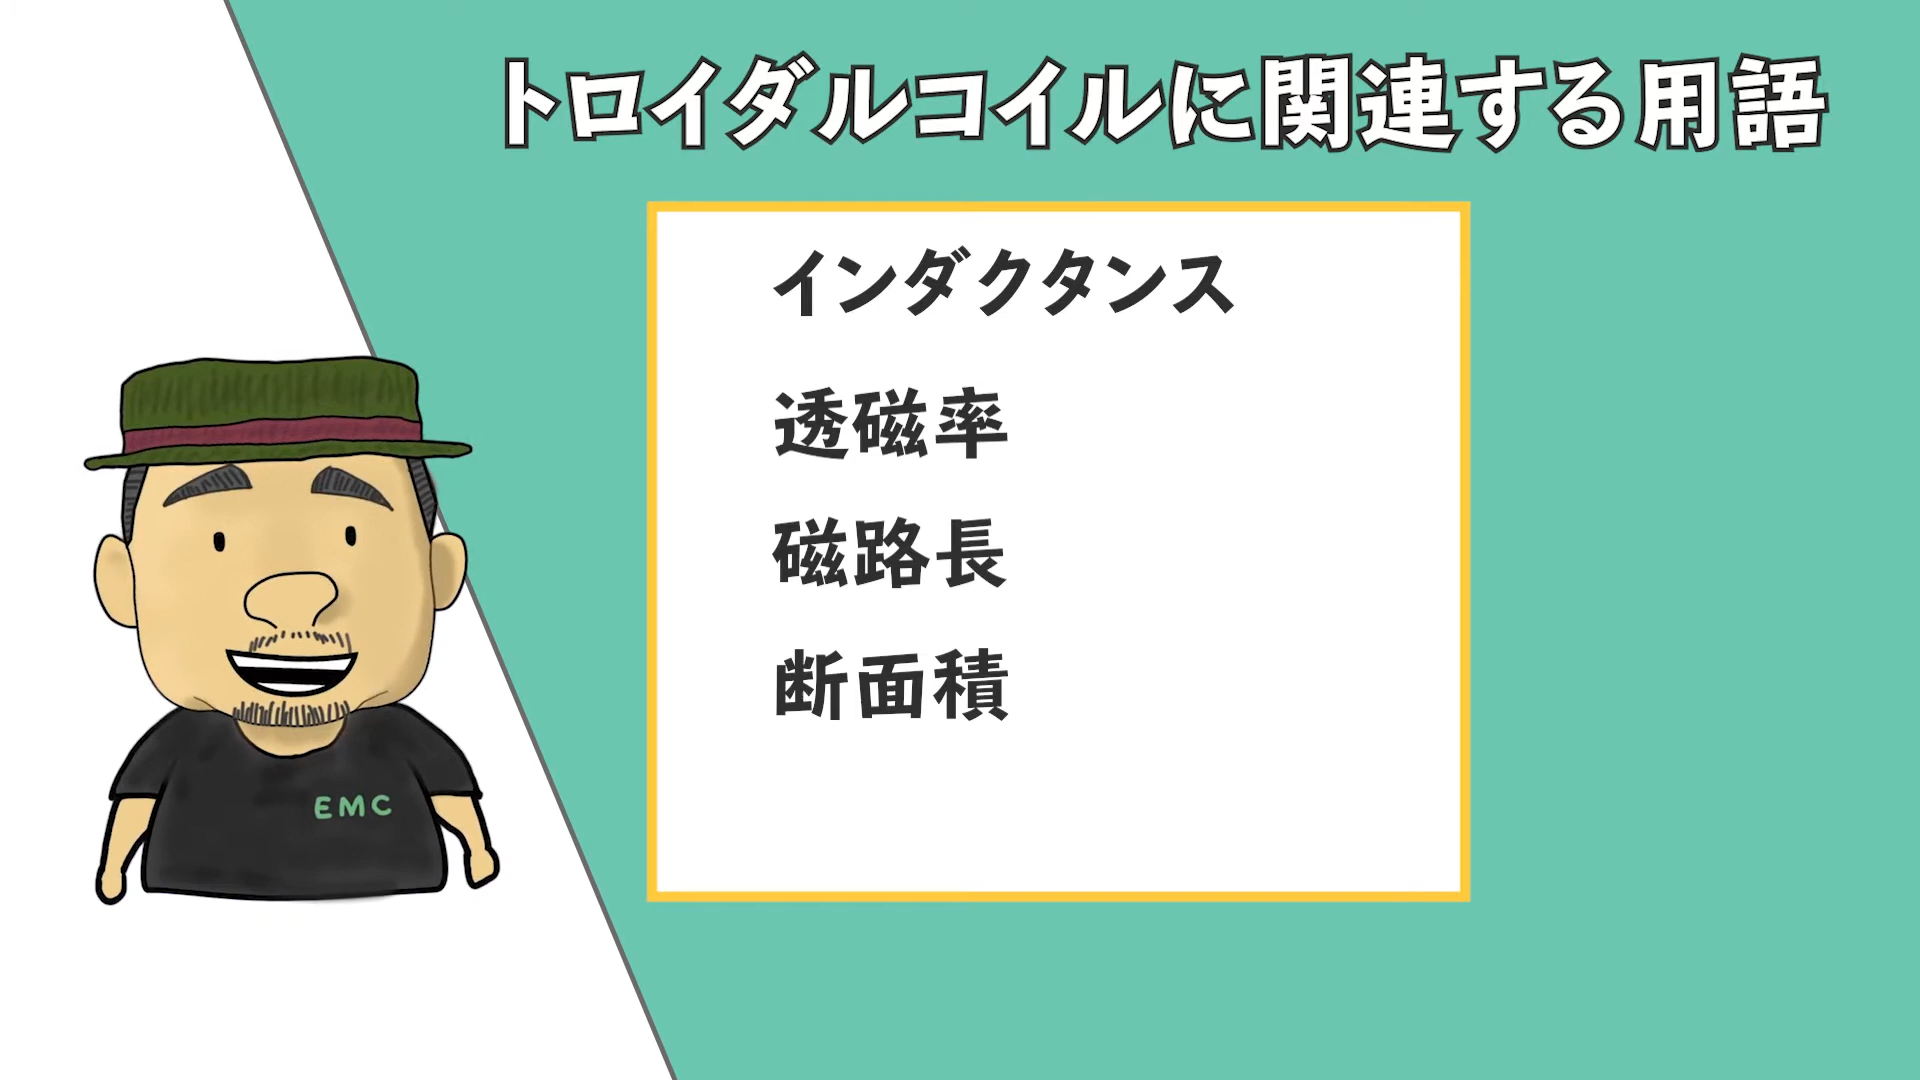 トロイダルコイルに関連する用語
インダクタンス
透磁率
磁路長
断面積
EMC